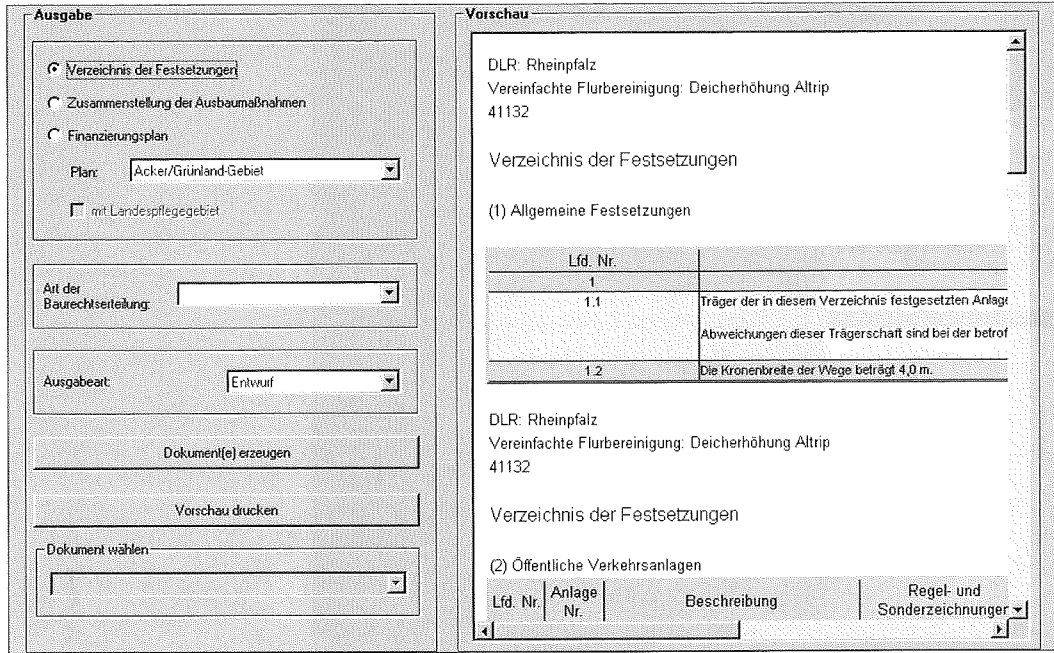 Ausgabe
Verzeichnis der Festsetzungen
Zusammenstellung der Ausbaumaßnahmen
Finanzierungsplan
Plan: Acker/Grünland-Gebiet
mit Landespflegegebiet
Art der
Baurechtserteilung:
Ausgabeart: Entwurf
Dokument(e) erzeugen
Vorschau drucken
Dokument wählen
Vorschau
DLR: Rheinpfalz
Vereinfachte Flurbereinigung: Deicherhöhung Altrip
41132
Verzeichnis der Festsetzungen
(1) Allgemeine Festsetzungen
Lfd. Nr.
1
1.1 Träger der in diesem Verzeichnis festgesetzten Anlage
Abweichungen dieser Trägerschaft sind bei der betrof
1.2 Die Kronenbreite der Wege beträgt 4,0 m.
DLR: Rheinpfalz
Vereinfachte Flurbereinigung: Deicherhöhung Altrip
41132
Verzeichnis der Festsetzungen
(2) Öffentliche Verkehrsanlagen
Lfd. Nr. Anlage Nr. Beschreibung Regel- und Sonderzeichnunger